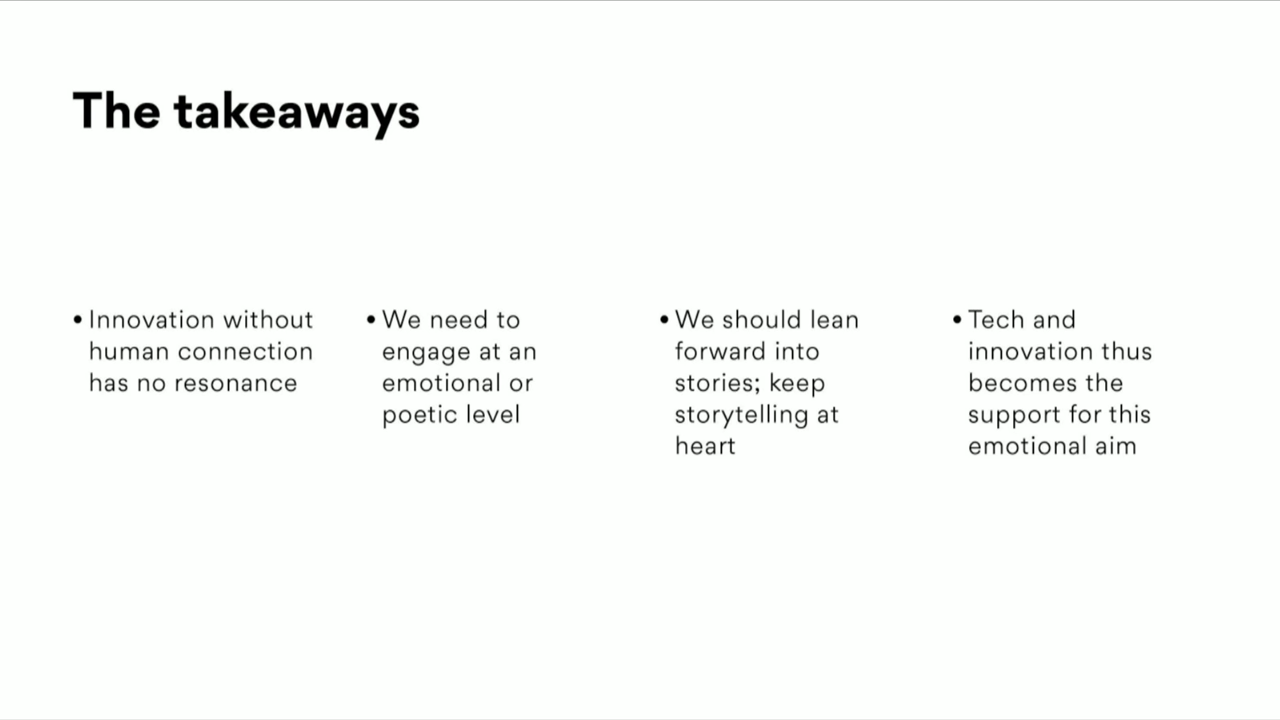 The takeaways
• Innovation without
human connection
has no resonance
• We need to
engage at an
emotional or
poetic level
• We should lean
forward into
stories; keep
storytelling at
heart
• Tech and
innovation thus
becomes the
support for this
emotional aim